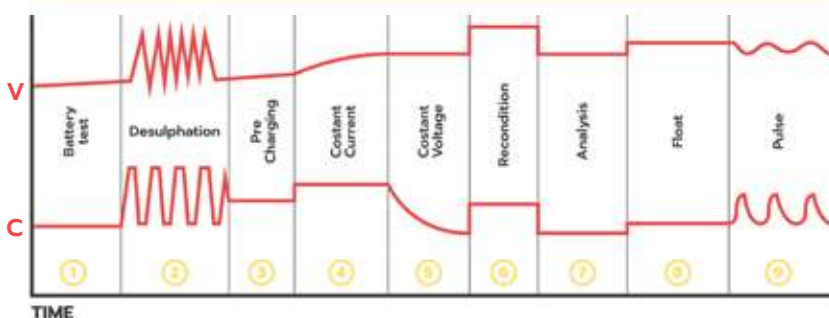 V
Battery
test
Desulphation
Pre
Charging
Costant
Current
Costant
Voltage
Recondition
Analysis
Float
Pulse
C
1
2
3
4
5
6
7
8
9
TIME